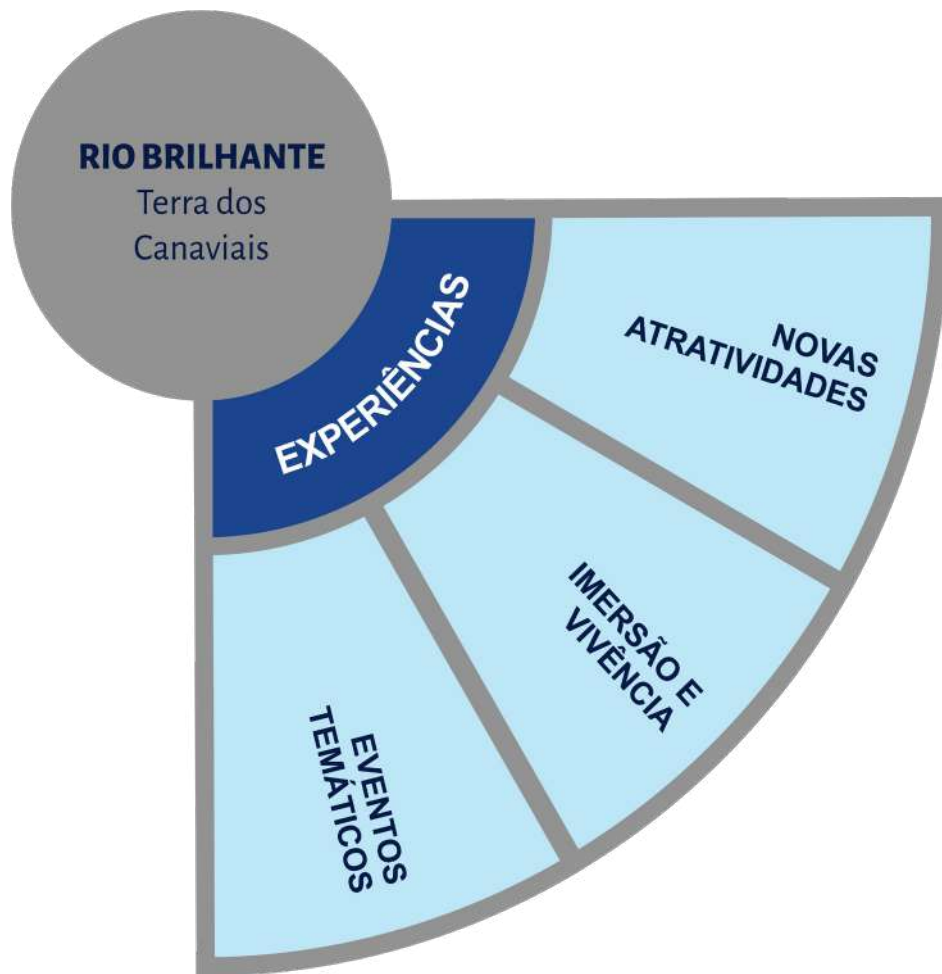 RIO BRILHANTE
Terra dos
Canaviais
EXPERIÊNCIAS
NOVAS
ATRATIVIDADES
IMERSÃO E
VIVÊNCIA
EVENTOS
TEMÁTICOS